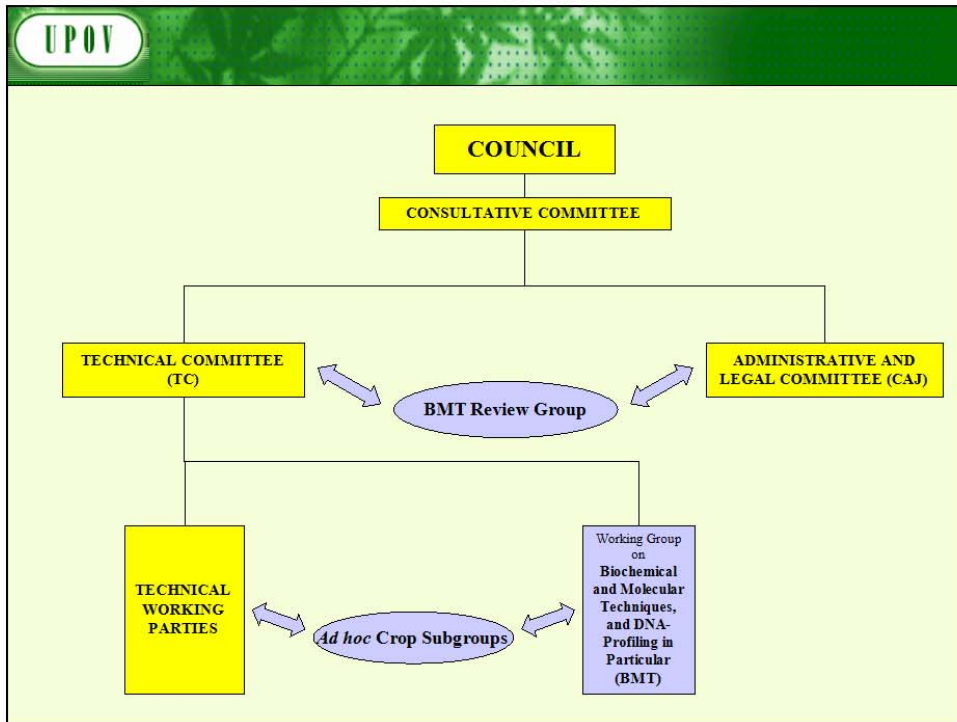 UPOV
COUNCIL
CONSULTATIVE COMMITTEE
TECHNICAL COMMITTEE
(TC)
ADMINISTRATIVE AND
LEGAL COMMITTEE (CAJ)
BMT Review Group
TECHNICAL
WORKING
PARTIES
Ad hoc Crop Subgroups
Working Group
on
Biochemical
and Molecular
Techniques,
and DNA-
Profiling in
Particular
(BMT)